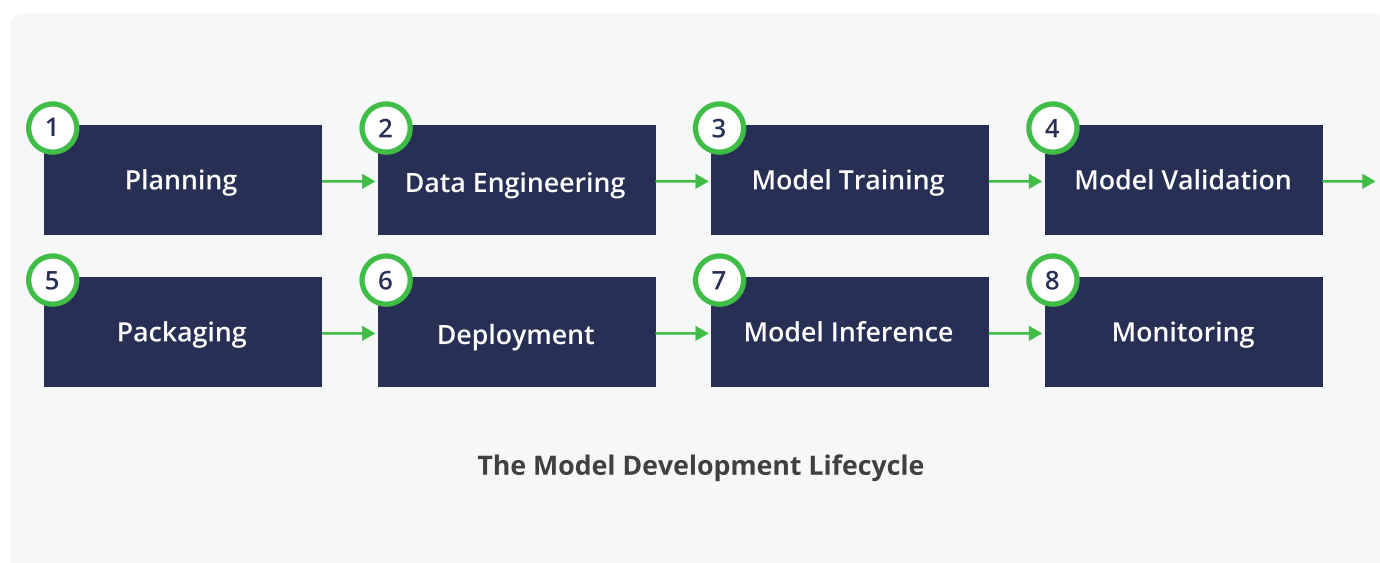 1
Planning
2
Data Engineering
3
Model Training
4
Model Validation
5
Packaging
6
Deployment
7
Model Inference
8
Monitoring
The Model Development Lifecycle